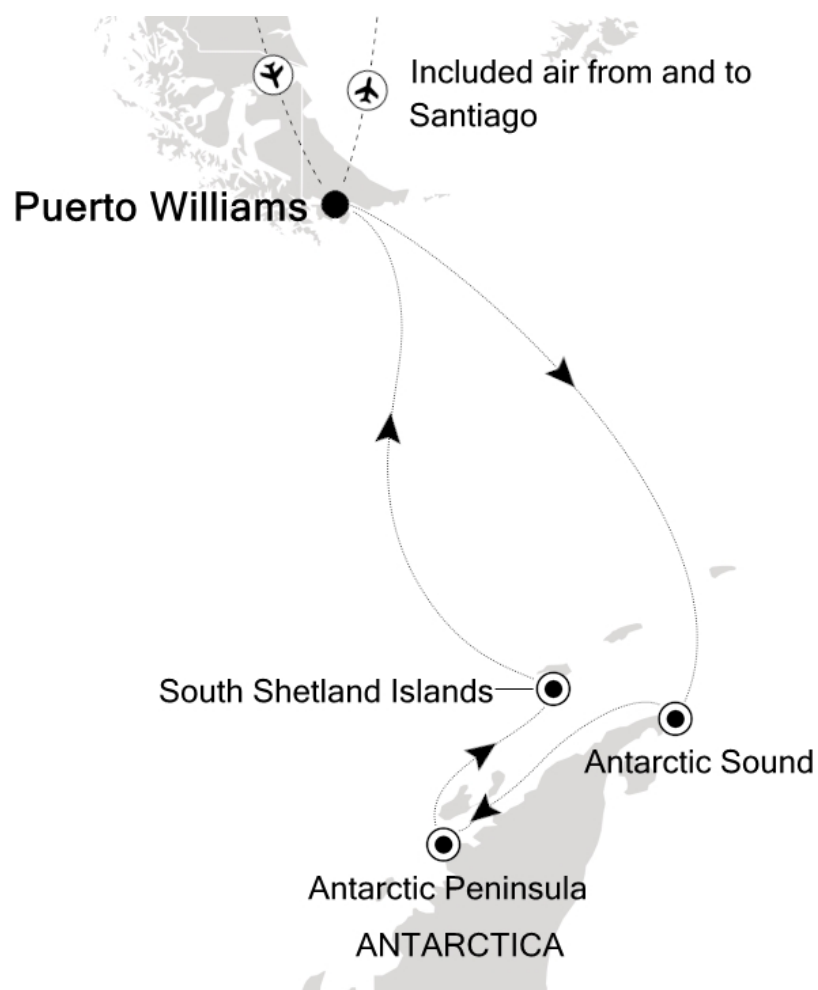 Included air from and to
Santiago
Puerto Williams
South Shetland Islands
Antarctic Sound
Antarctic Peninsula
ANTARCTICA